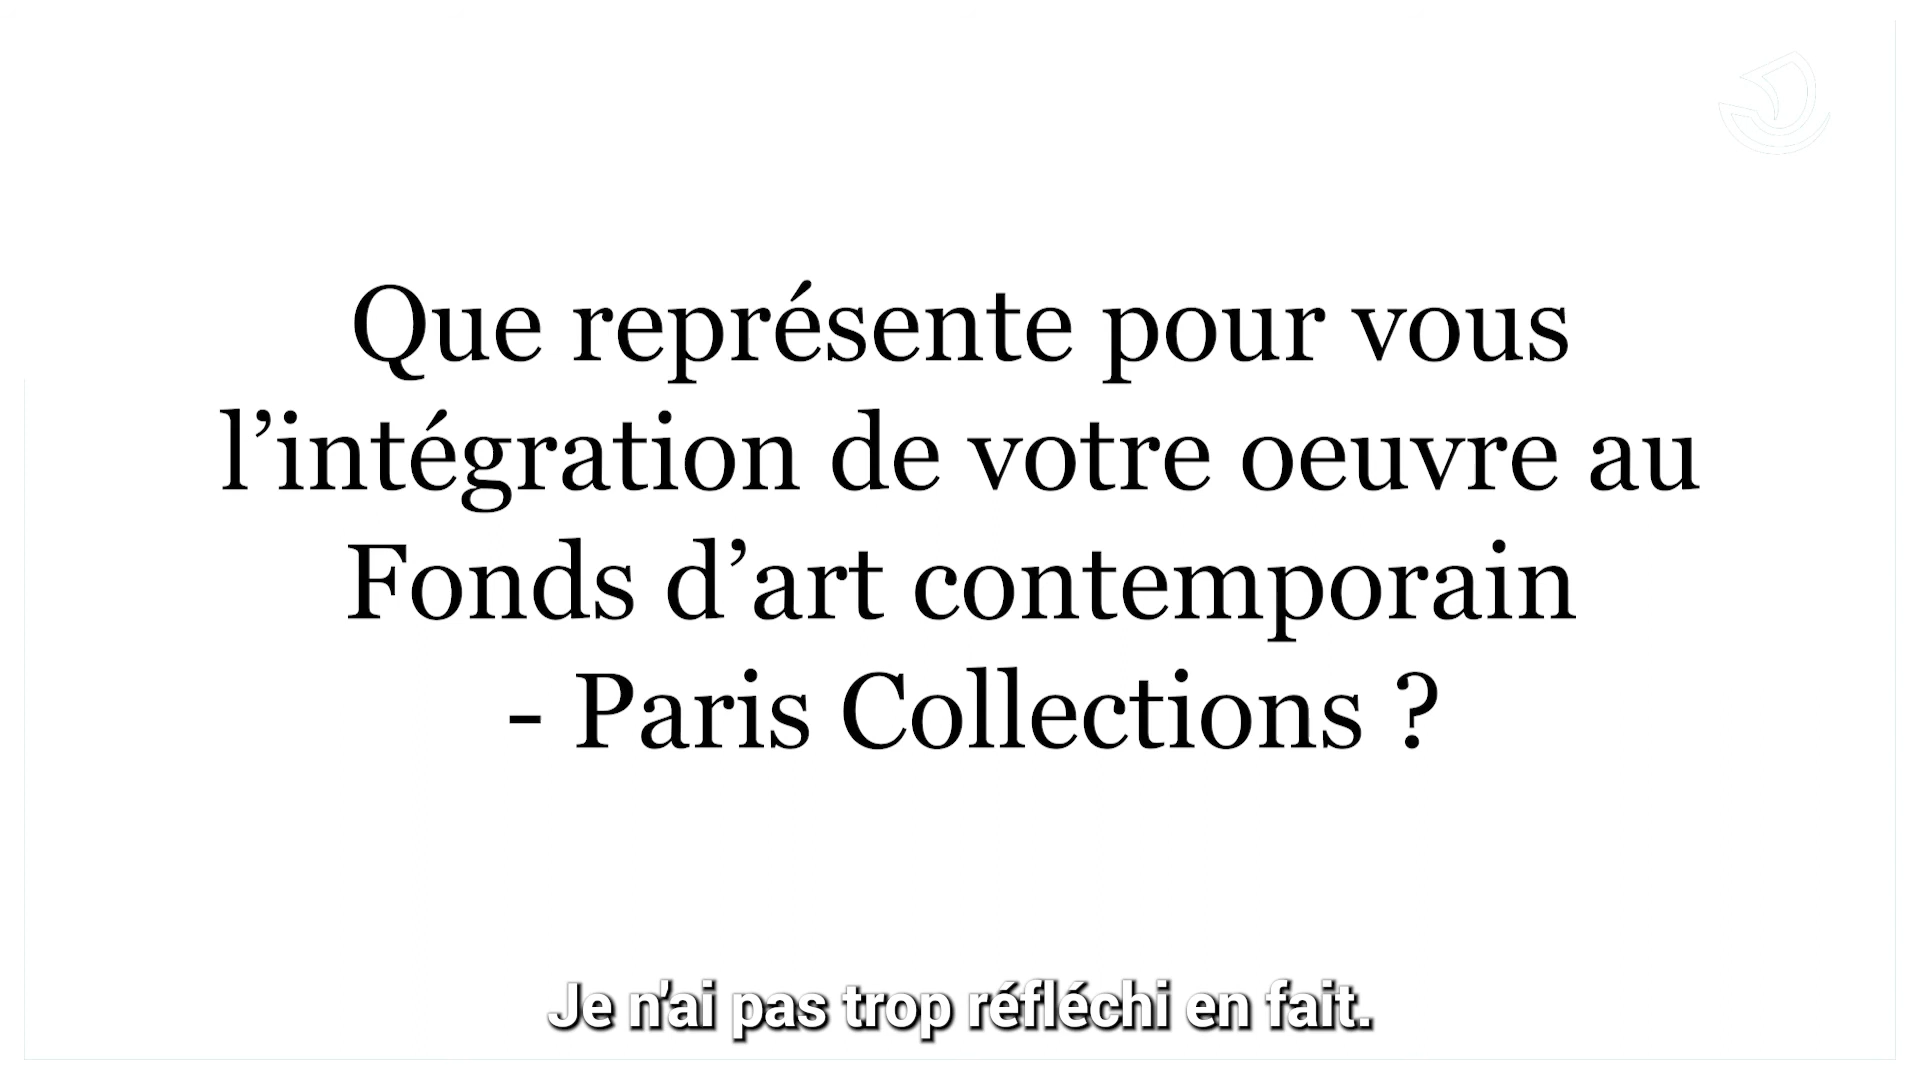 Que représente pour vous
l’intégration de votre oeuvre au
Fonds d’art contemporain
- Paris Collections ?
Je n'ai pas trop réfléchi en fait.